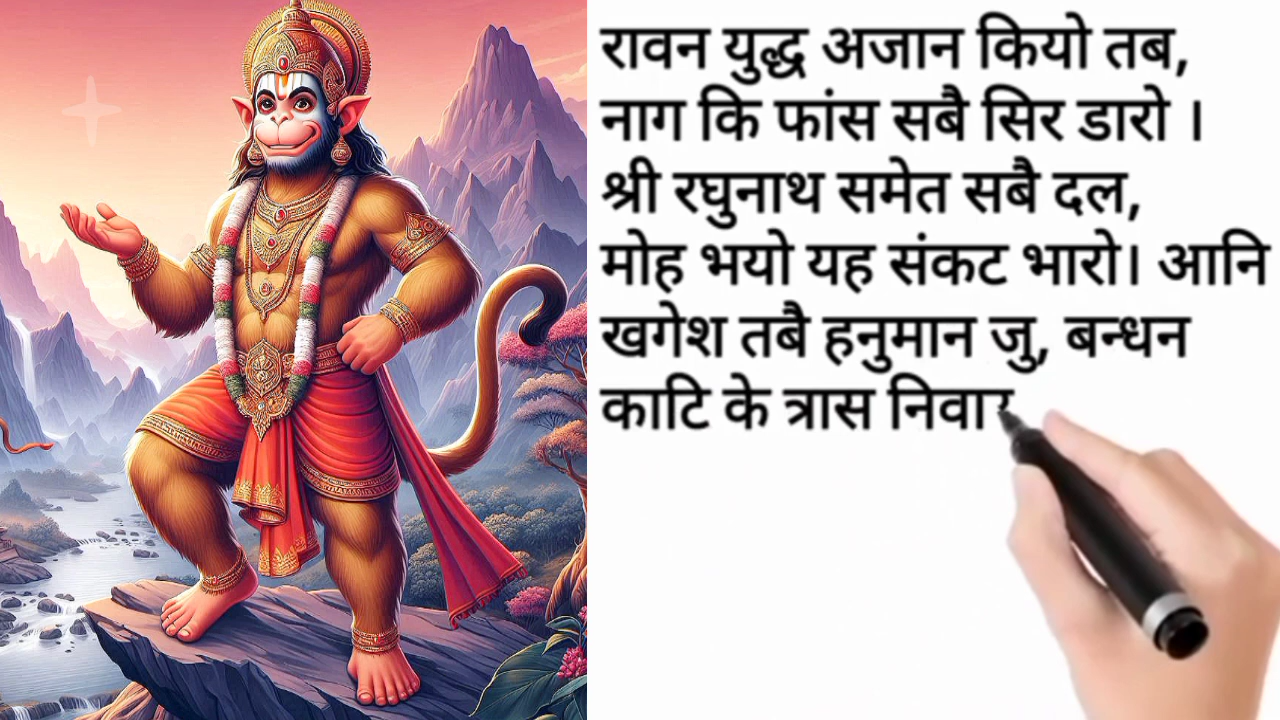 रावन युद्ध अजान कियो तब,
नाग कि फांस सबै सिर डारो ।
श्री रघुनाथ समेत सबै दल,
मोह भयो यह संकट भारो। आनि
खगेश तबै हनुमान जु, बन्धन
काटि के त्रास